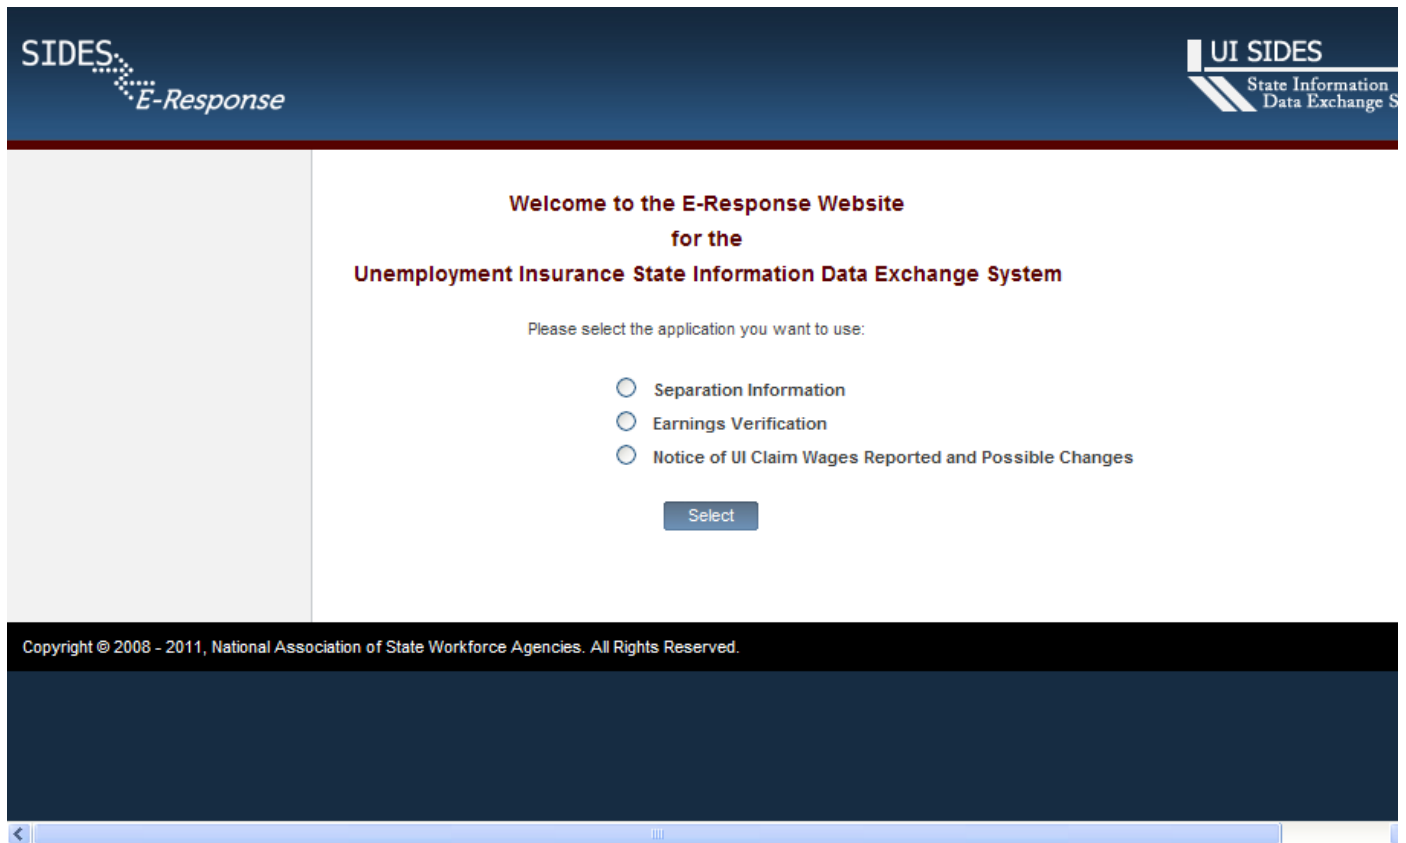 SIDES
E-Response
UI SIDES
State Information
Data Exchange S
Welcome to the E-Response Website
for the
Unemployment Insurance State Information Data Exchange System
Please select the application you want to use:
Separation Information
Earnings Verification
Notice of UI Claim Wages Reported and Possible Changes
Select
Copyright © 2008 - 2011, National Association of State Workforce Agencies. All Rights Reserved.